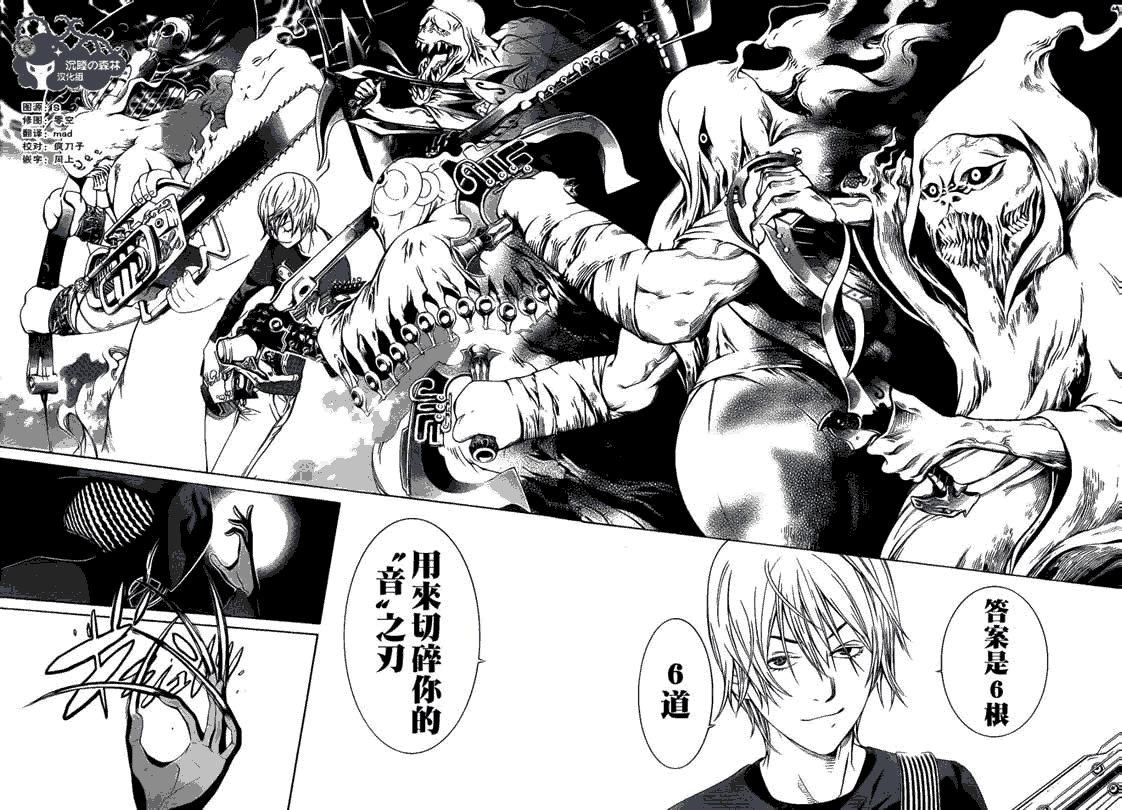 沉睡の森林
汉化组
图源：S
修图：零空
翻译：mad
校对：疯刀子
嵌字：同上
答案是6根
6道
用來切碎你的
〝音〞之刃